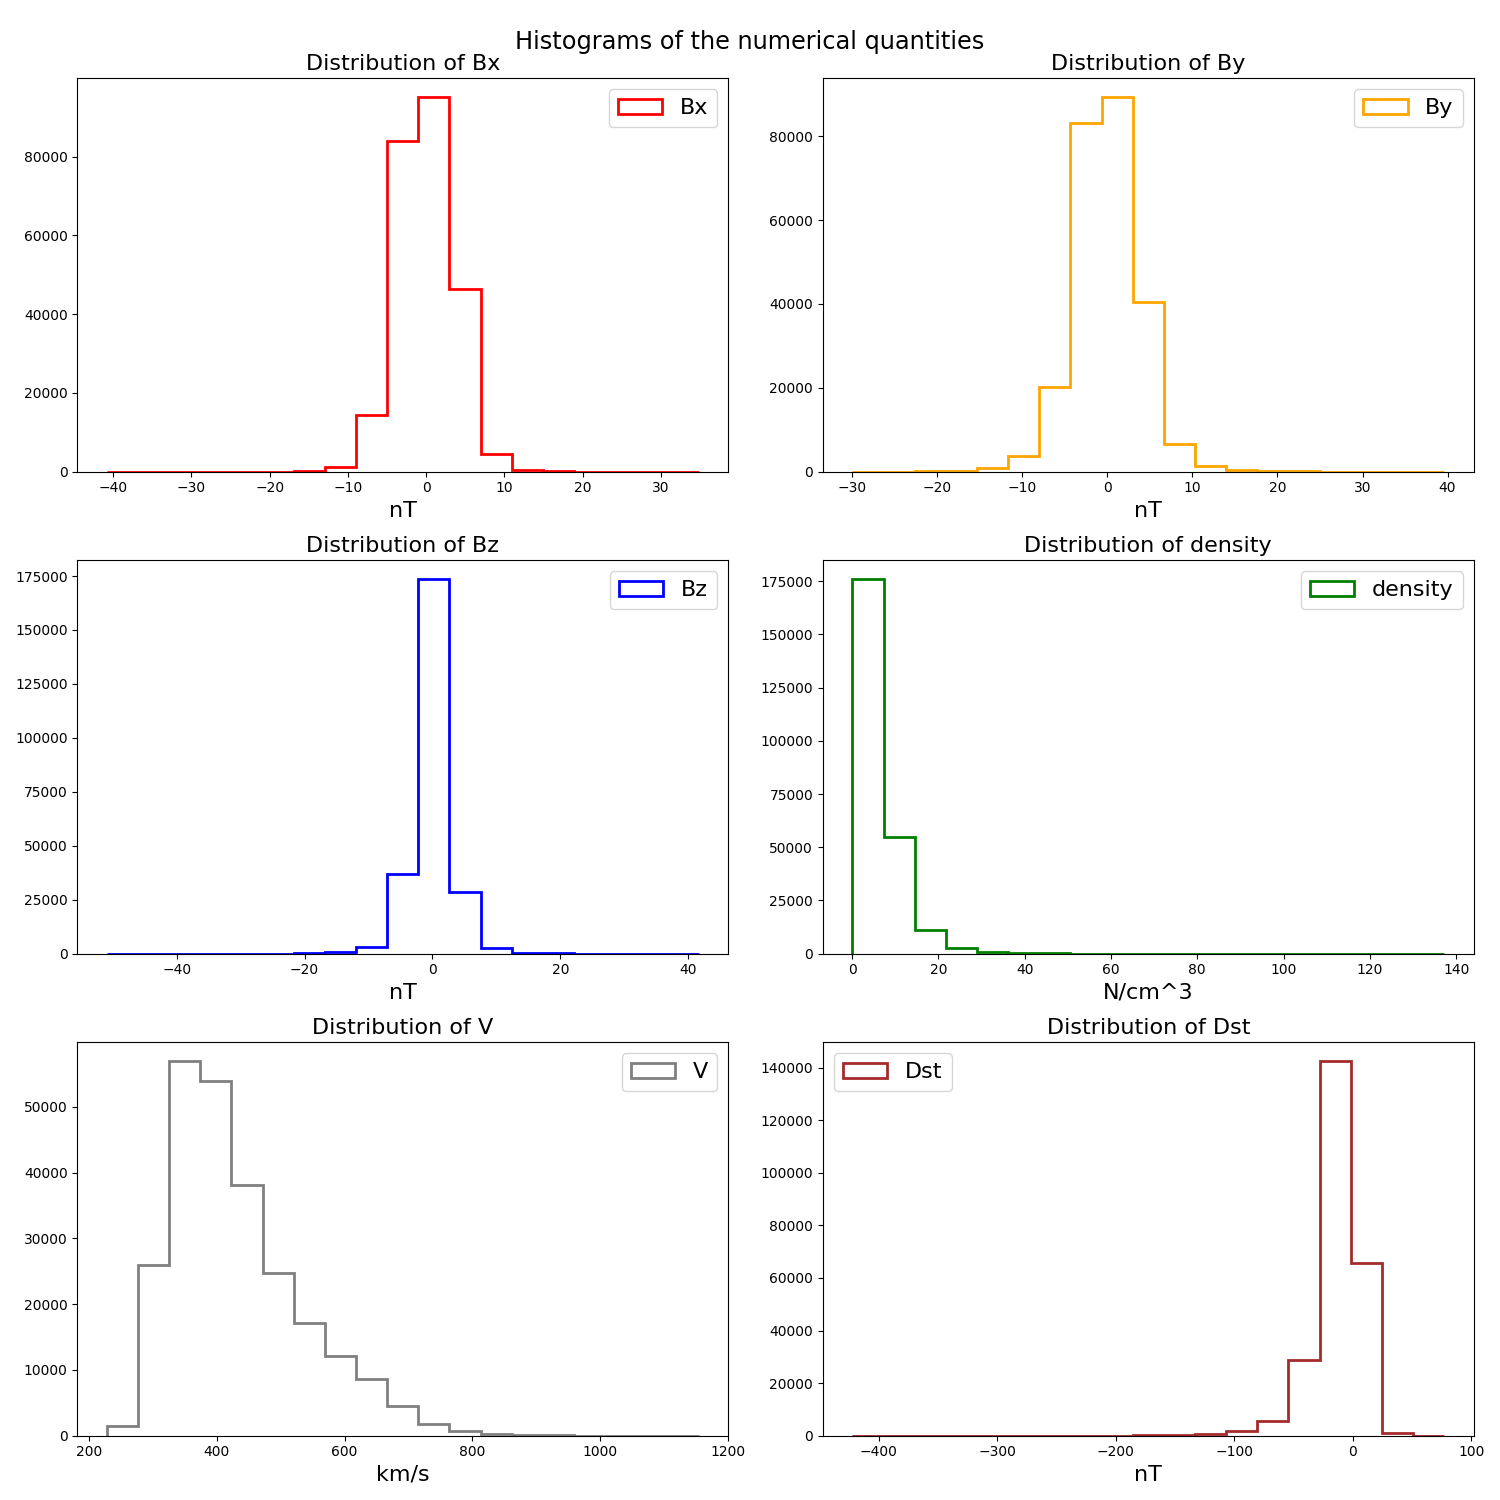 Histograms of the numerical quantities
Distribution of Bx
Bx
80000
60000
40000
20000
0
−40 −30 −20 −10 0 10 20 30
nT
Distribution of By
By
80000
60000
40000
20000
0
−30 −20 −10 0 10 20 30 40
nT
Distribution of Bz
Bz
175000
150000
125000
100000
75000
50000
25000
0
−40 −20 0 20 40
nT
Distribution of density
density
175000
150000
125000
100000
75000
50000
25000
0
0 20 40 60 80 100 120 140
N/cm^3
Distribution of V
V
50000
40000
30000
20000
10000
0
200 400 600 800 1000 1200
km/s
Distribution of Dst
Dst
140000
120000
100000
80000
60000
40000
20000
0
−400 −300 −200 −100 0 100
nT